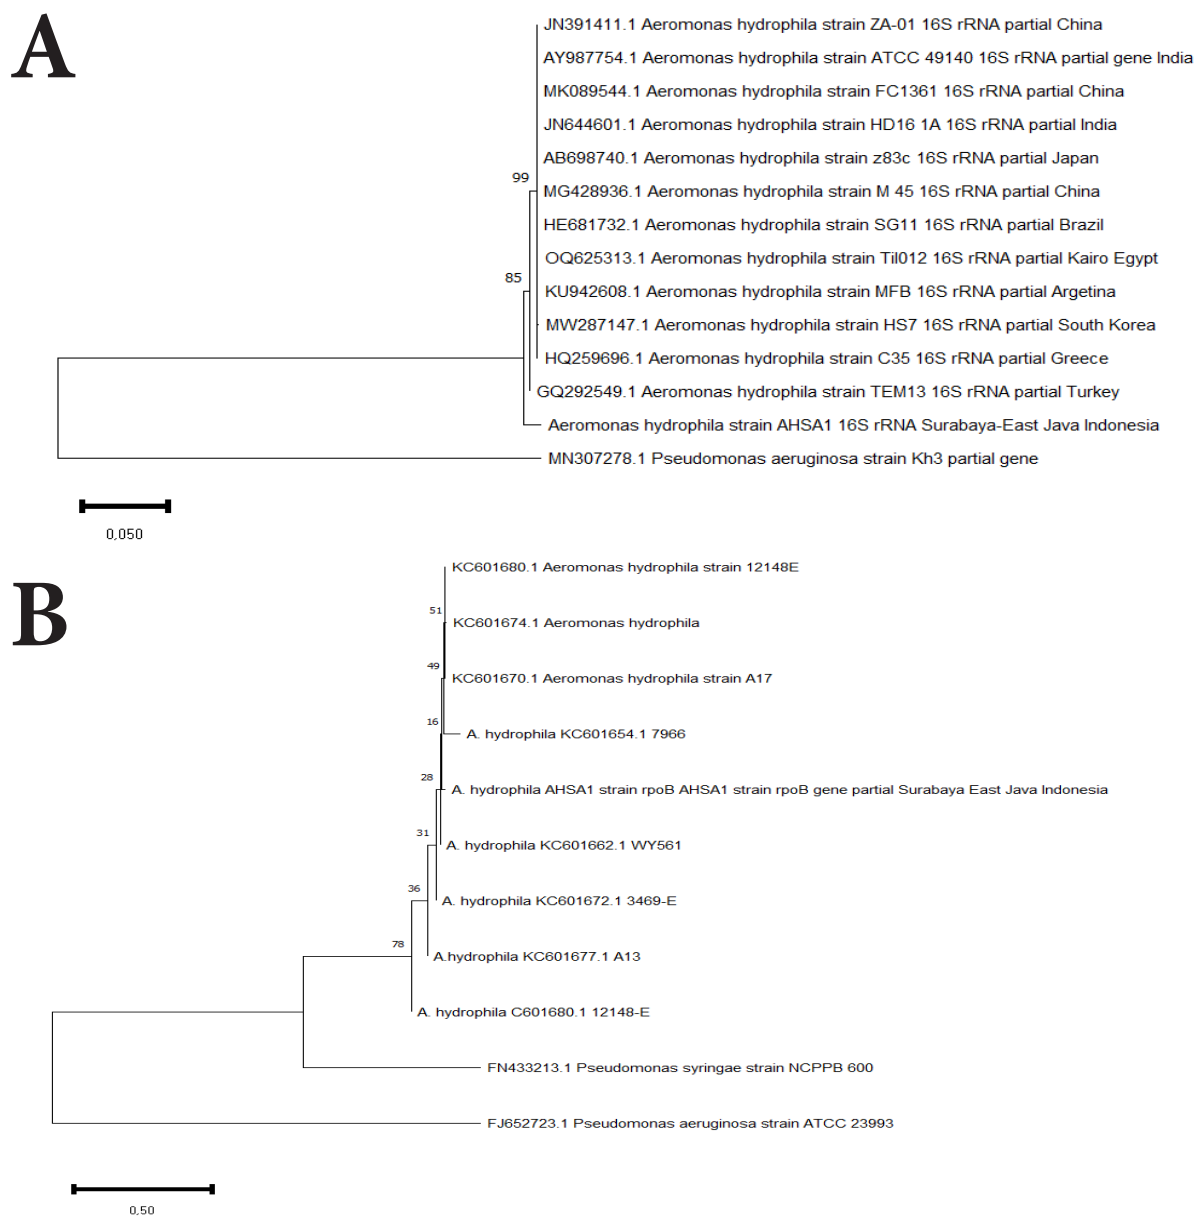 A
JN391411.1 Aeromonas hydrophila strain ZA-01 16S rRNA partial China
AY987754.1 Aeromonas hydrophila strain ATCC 49140 16S rRNA partial gene India
MK089544.1 Aeromonas hydrophila strain FC1361 16S rRNA partial China
JN644601.1 Aeromonas hydrophila strain HD16 1A 16S rRNA partial India
AB698740.1 Aeromonas hydrophila strain z83c 16S rRNA partial Japan
99
MG428936.1 Aeromonas hydrophila strain M 45 16S rRNA partial China
HE681732.1 Aeromonas hydrophila strain SG11 16S rRNA partial Brazil
OQ625313.1 Aeromonas hydrophila strain Til012 16S rRNA partial Kairo Egypt
85
KU942608.1 Aeromonas hydrophila strain MFB 16S rRNA partial Argetina
MW287147.1 Aeromonas hydrophila strain HS7 16S rRNA partial South Korea
HQ259696.1 Aeromonas hydrophila strain C35 16S rRNA partial Greece
GQ292549.1 Aeromonas hydrophila strain TEM13 16S rRNA partial Turkey
Aeromonas hydrophila strain AHSA1 16S rRNA Surabaya-East Java Indonesia
MN307278.1 Pseudomonas aeruginosa strain Kh3 partial gene
0,050
B
KC601680.1 Aeromonas hydrophila strain 12148E
51
KC601674.1 Aeromonas hydrophila
49
KC601670.1 Aeromonas hydrophila strain A17
16
A. hydrophila KC601654.1 7966
28
A. hydrophila AHSA1 strain rpoB AHSA1 strain rpoB gene partial Surabaya East Java Indonesia
31
A. hydrophila KC601662.1 WY561
36
A. hydrophila KC601672.1 3469-E
78
A.hydrophila KC601677.1 A13
A. hydrophila C601680.1 12148-E
FN433213.1 Pseudomonas syringae strain NCPPB 600
FJ652723.1 Pseudomonas aeruginosa strain ATCC 23993
0,50